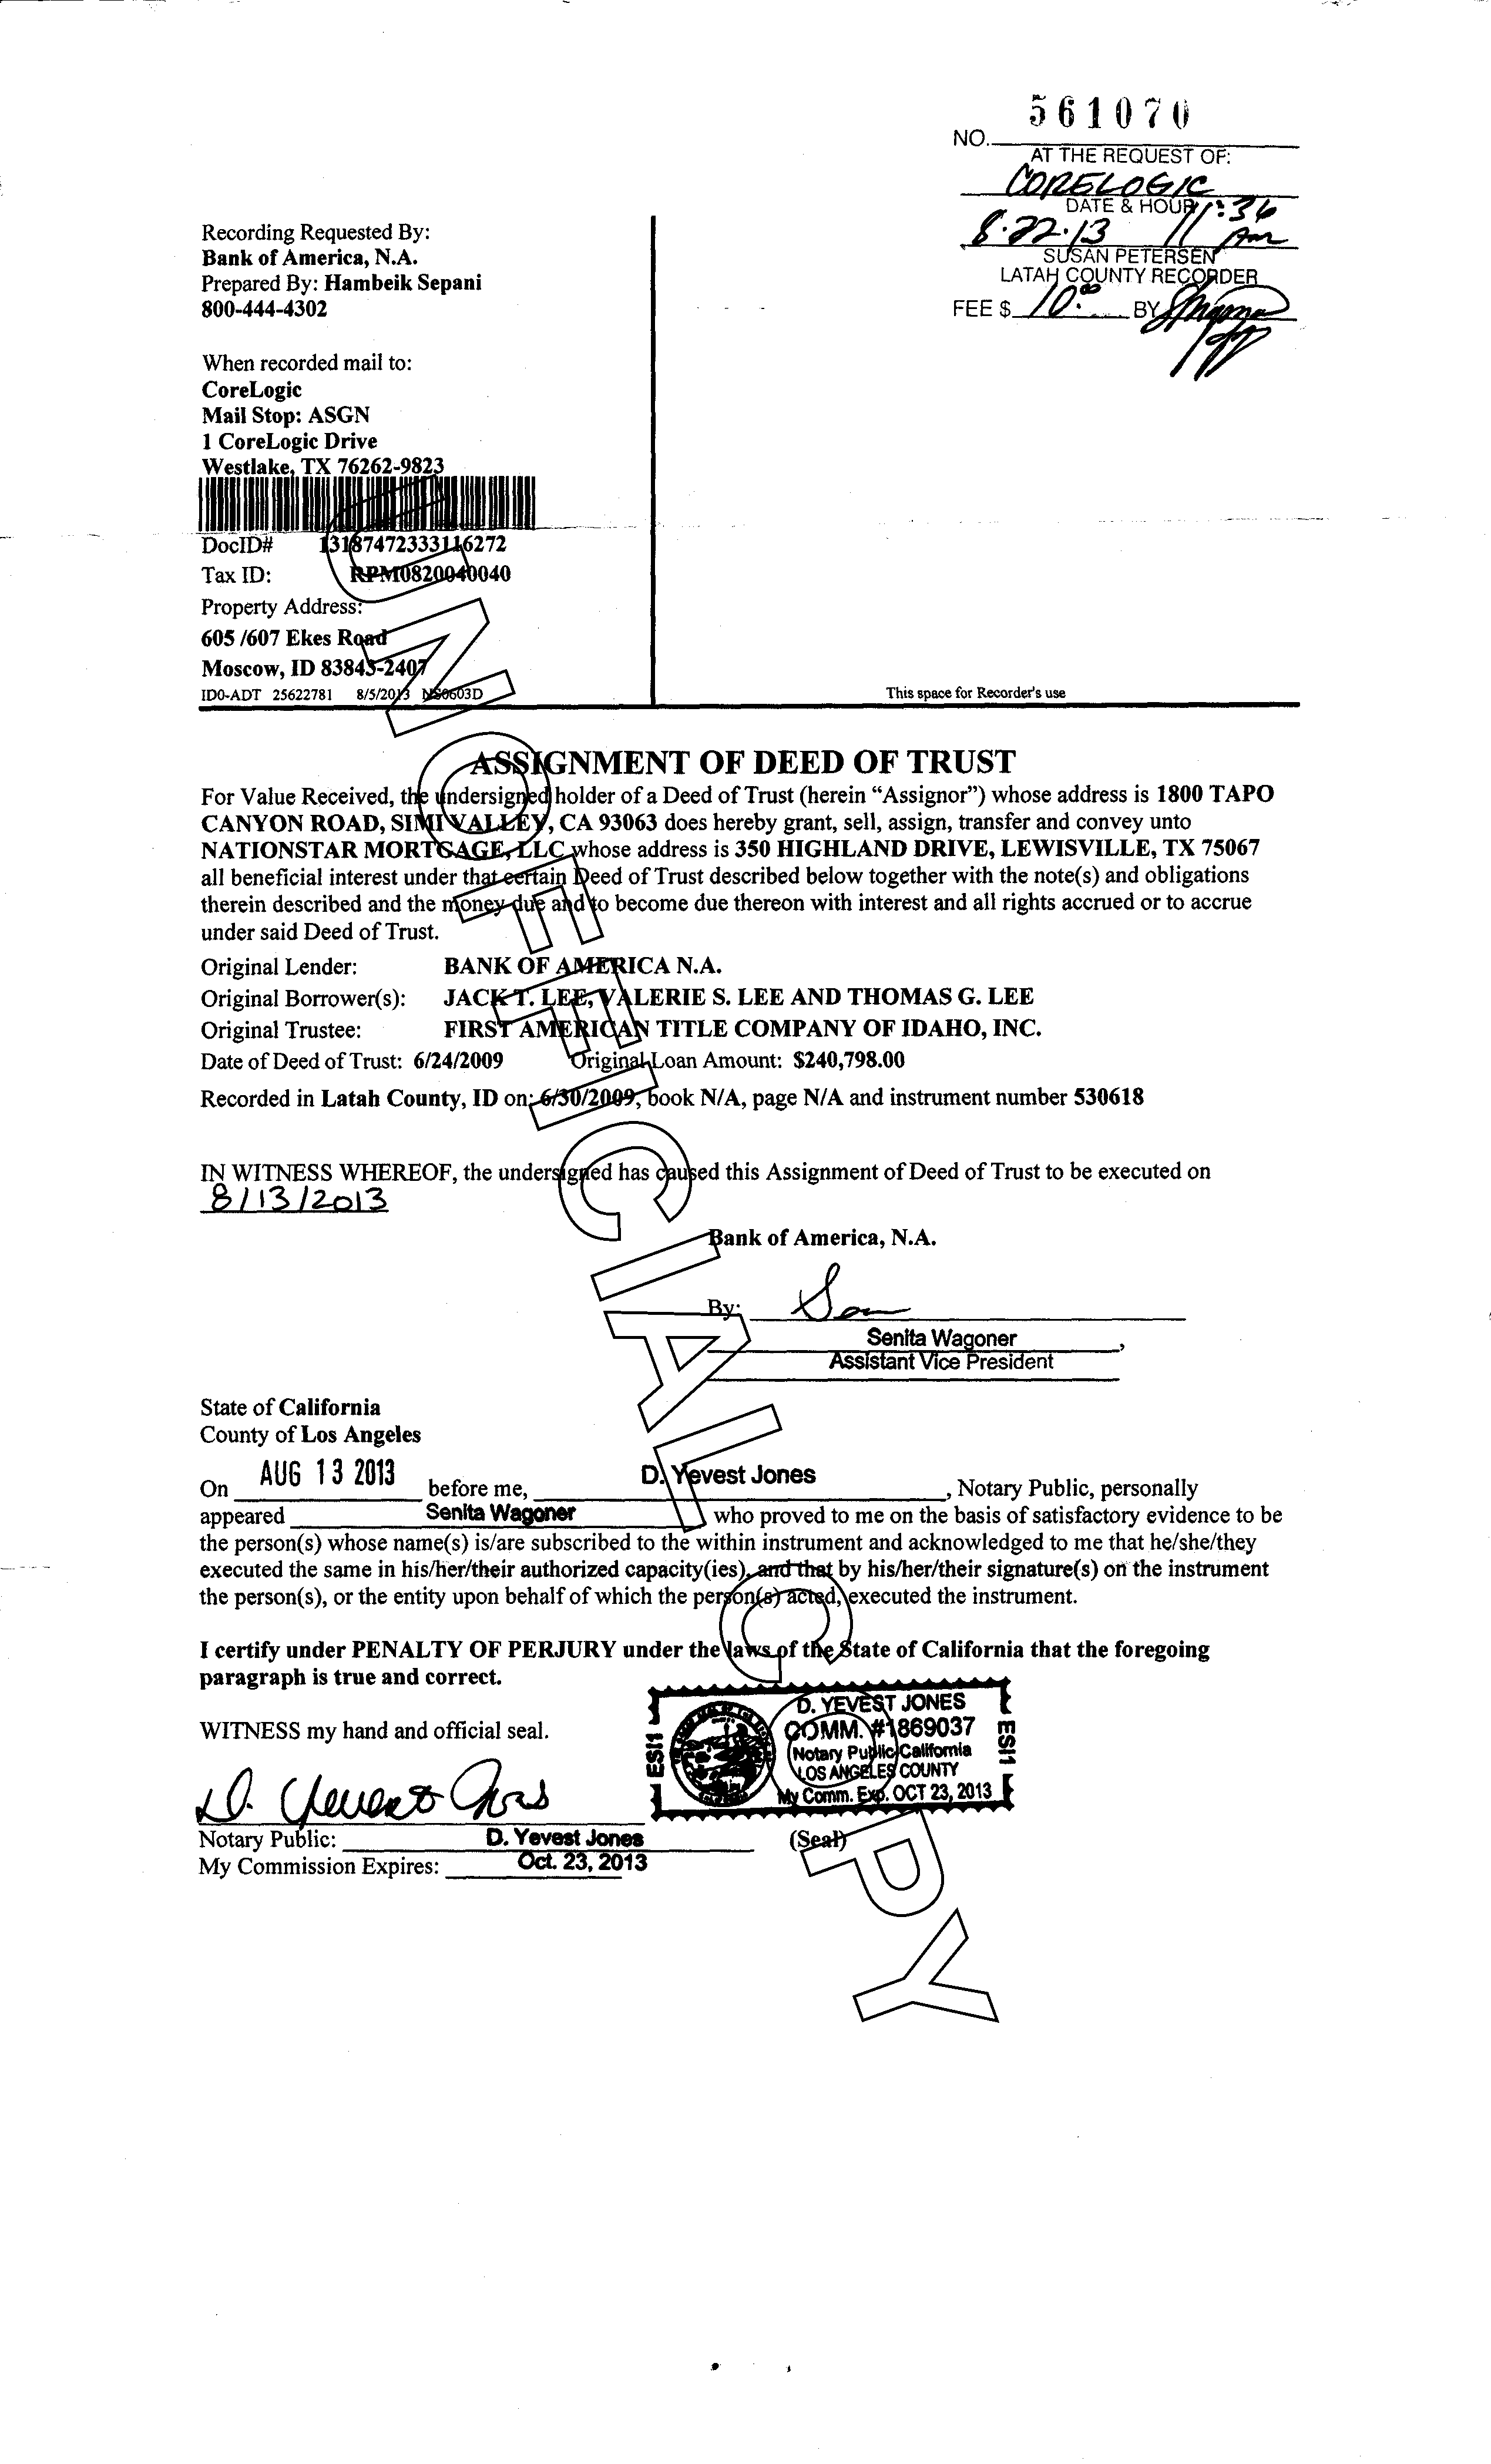 561070
NO.
AT THE REQUEST OF:
CORELOGIC
DATE & HOUR
8·22·13 11:36 Am
SUSAN PETERSEN
LATAH COUNTY RECORDER
FEE $ 10.00 BY
Recording Requested By:
Bank of America, N.A.
Prepared By: Hambeik Sepani
800-444-4302
When recorded mail to:
CoreLogic
Mail Stop: ASGN
1 CoreLogic Drive
Westlake, TX 76262-9823
DocID# 13187472333116272
Tax ID: RPM0820040040
Property Address:
605 /607 Ekes Road
Moscow, ID 83843-2407
ID0-ADT 25622781 8/5/2013 NS0603D
This space for Recorder's use
ASSIGNMENT OF DEED OF TRUST
For Value Received, the undersigned holder of a Deed of Trust (herein “Assignor”) whose address is 1800 TAPO
CANYON ROAD, SIMI VALLEY, CA 93063 does hereby grant, sell, assign, transfer and convey unto
NATIONSTAR MORTGAGE, LLC whose address is 350 HIGHLAND DRIVE, LEWISVILLE, TX 75067
all beneficial interest under that certain Deed of Trust described below together with the note(s) and obligations
therein described and the money due and to become due thereon with interest and all rights accrued or to accrue
under said Deed of Trust.
Original Lender: BANK OF AMERICA N.A.
Original Borrower(s): JACK T. LEE, VALERIE S. LEE AND THOMAS G. LEE
Original Trustee: FIRST AMERICAN TITLE COMPANY OF IDAHO, INC.
Date of Deed of Trust: 6/24/2009 Original Loan Amount: $240,798.00
Recorded in Latah County, ID on: 6/30/2009, book N/A, page N/A and instrument number 530618
IN WITNESS WHEREOF, the undersigned has caused this Assignment of Deed of Trust to be executed on
8/13/2013
Bank of America, N.A.
By:
Senita Wagoner,
Assistant Vice President
State of California
County of Los Angeles
On AUG 13 2013 before me, D. Yevest Jones, Notary Public, personally
appeared Senita Wagoner who proved to me on the basis of satisfactory evidence to be
the person(s) whose name(s) is/are subscribed to the within instrument and acknowledged to me that he/she/they
executed the same in his/her/their authorized capacity(ies), and that by his/her/their signature(s) on the instrument
the person(s), or the entity upon behalf of which the person(s) acted, executed the instrument.
I certify under PENALTY OF PERJURY under the laws of the State of California that the foregoing
paragraph is true and correct.
WITNESS my hand and official seal.
D. YEVEST JONES
COMM. #1869037
Notary Public California
LOS ANGELES COUNTY
My Comm. Exp. OCT 23, 2013
ESI1
ESI1
D. Yevest Jones
Notary Public: D. Yevest Jones (Seal)
My Commission Expires: Oct. 23, 2013
UNOFFICIAL COPY